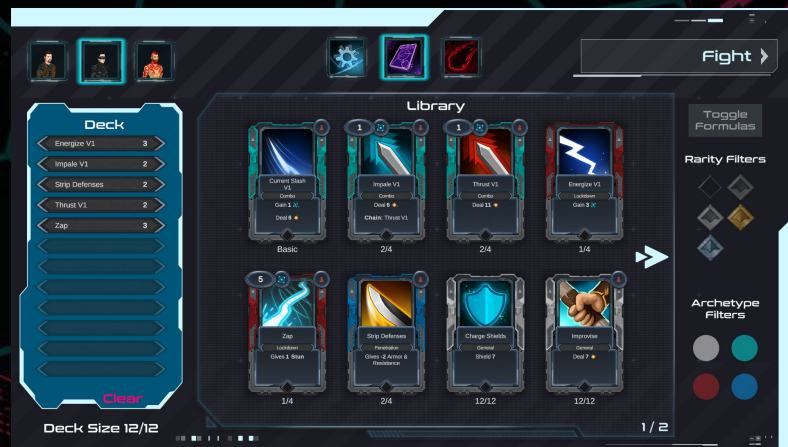 Fight
Deck
Energize V1 3
Impale V1 2
Strip Defenses 2
Thrust V1 2
Zap 3
Clear
Deck Size 12/12
Library
Current Slash
V1
Combo
Gain 1
Deal 6
Basic
1
Impale V1
Combo
Deal 6
Chain: Thrust V1
2/4
1
Thrust V1
Combo
Deal 11
2/4
Energize V1
Lockdown
Gain 3
1/4
5
Zap
Lockdown
Gives 1 Stun
1/4
Strip Defenses
Penetration
Gives -2 Armor &
Resistance
2/4
Charge Shields
General
Shield 7
12/12
Improvise
General
Deal 7
12/12
1/2
Toggle
Formulas
Rarity Filters
Archetype
Filters